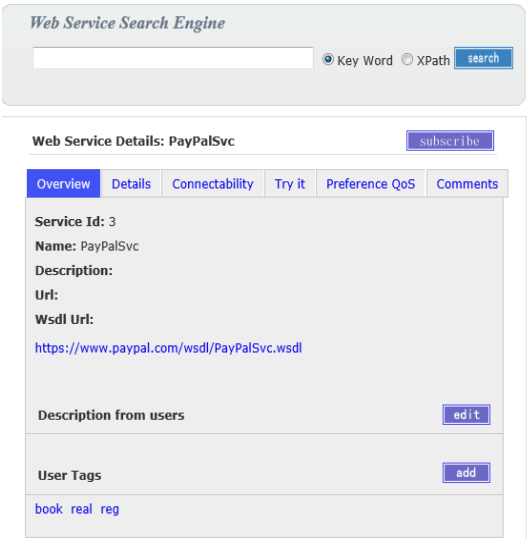 Web Service Search Engine
Key Word XPath search
Web Service Details: PayPalSvc subscribe
Overview Details Connectability Try it Preference QoS Comments
Service Id: 3
Name: PayPalSvc
Description:
Url:
Wsdl Url:
https://www.paypal.com/wsdl/PayPalSvc.wsdl
Description from users edit
User Tags add
book real reg